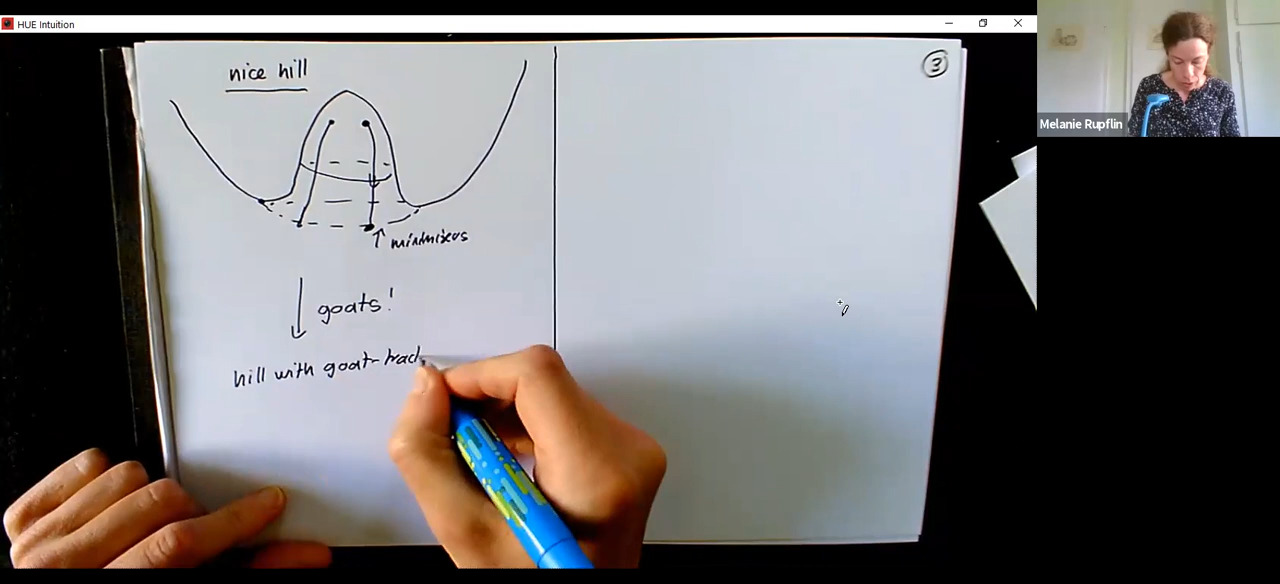 HUE Intuition
Melanie Rupflin
3
nice hill
↑ minimisers
goats!
hill with goat-trac